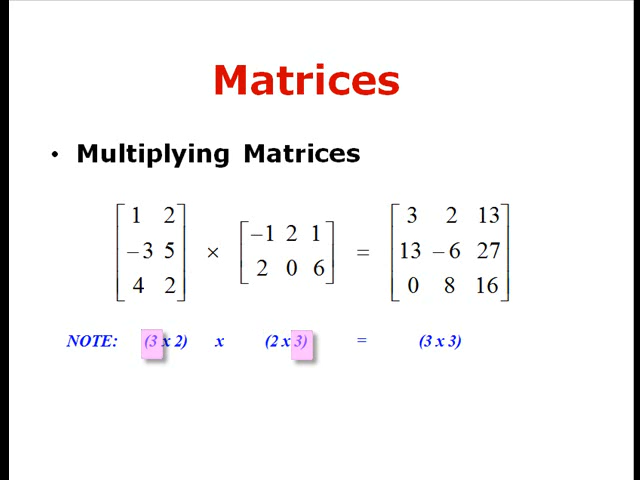 Matrices
• Multiplying Matrices
[1 2; −3 5; 4 2] × [−1 2 1; 2 0 6] = [3 2 13; 13 −6 27; 0 8 16]
NOTE: (3 x 2) x (2 x 3) = (3 x 3)